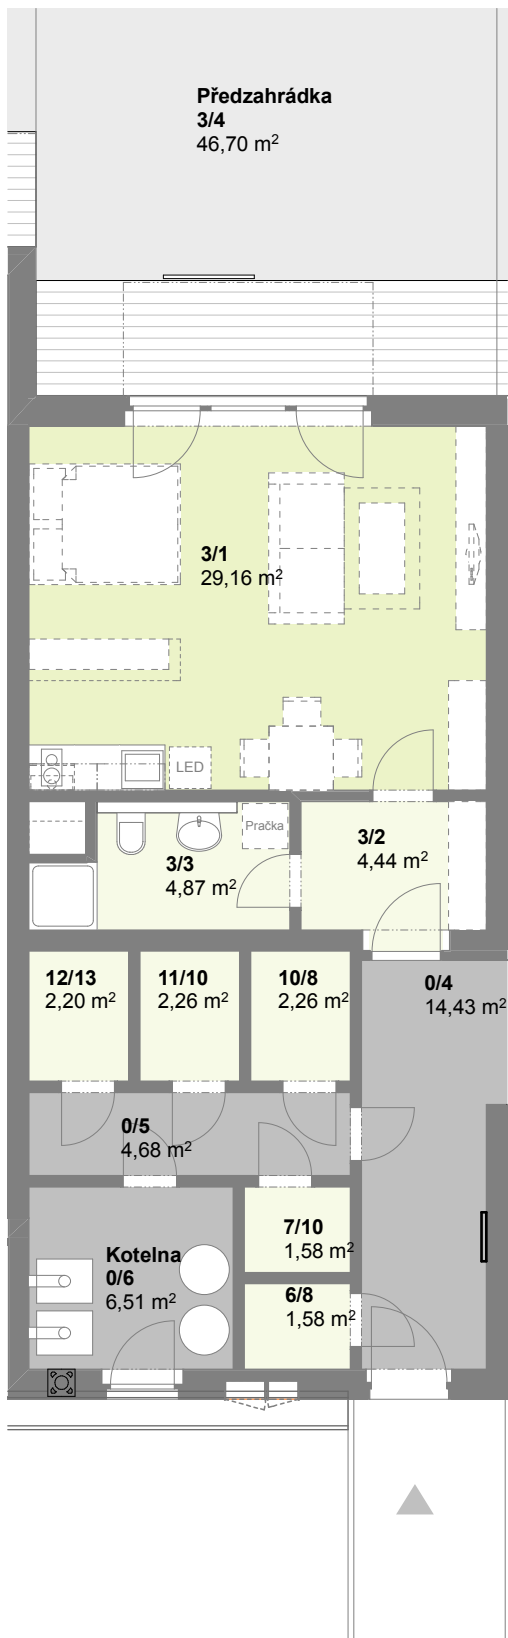 Předzahrádka
3/4
46,70 m²
3/1
29,16 m²
LED
Pračka
3/2
4,44 m²
3/3
4,87 m²
12/13
2,20 m²
11/10
2,26 m²
10/8
2,26 m²
0/4
14,43 m²
0/5
4,68 m²
7/10
1,58 m²
Kotelna
0/6
6,51 m²
6/8
1,58 m²